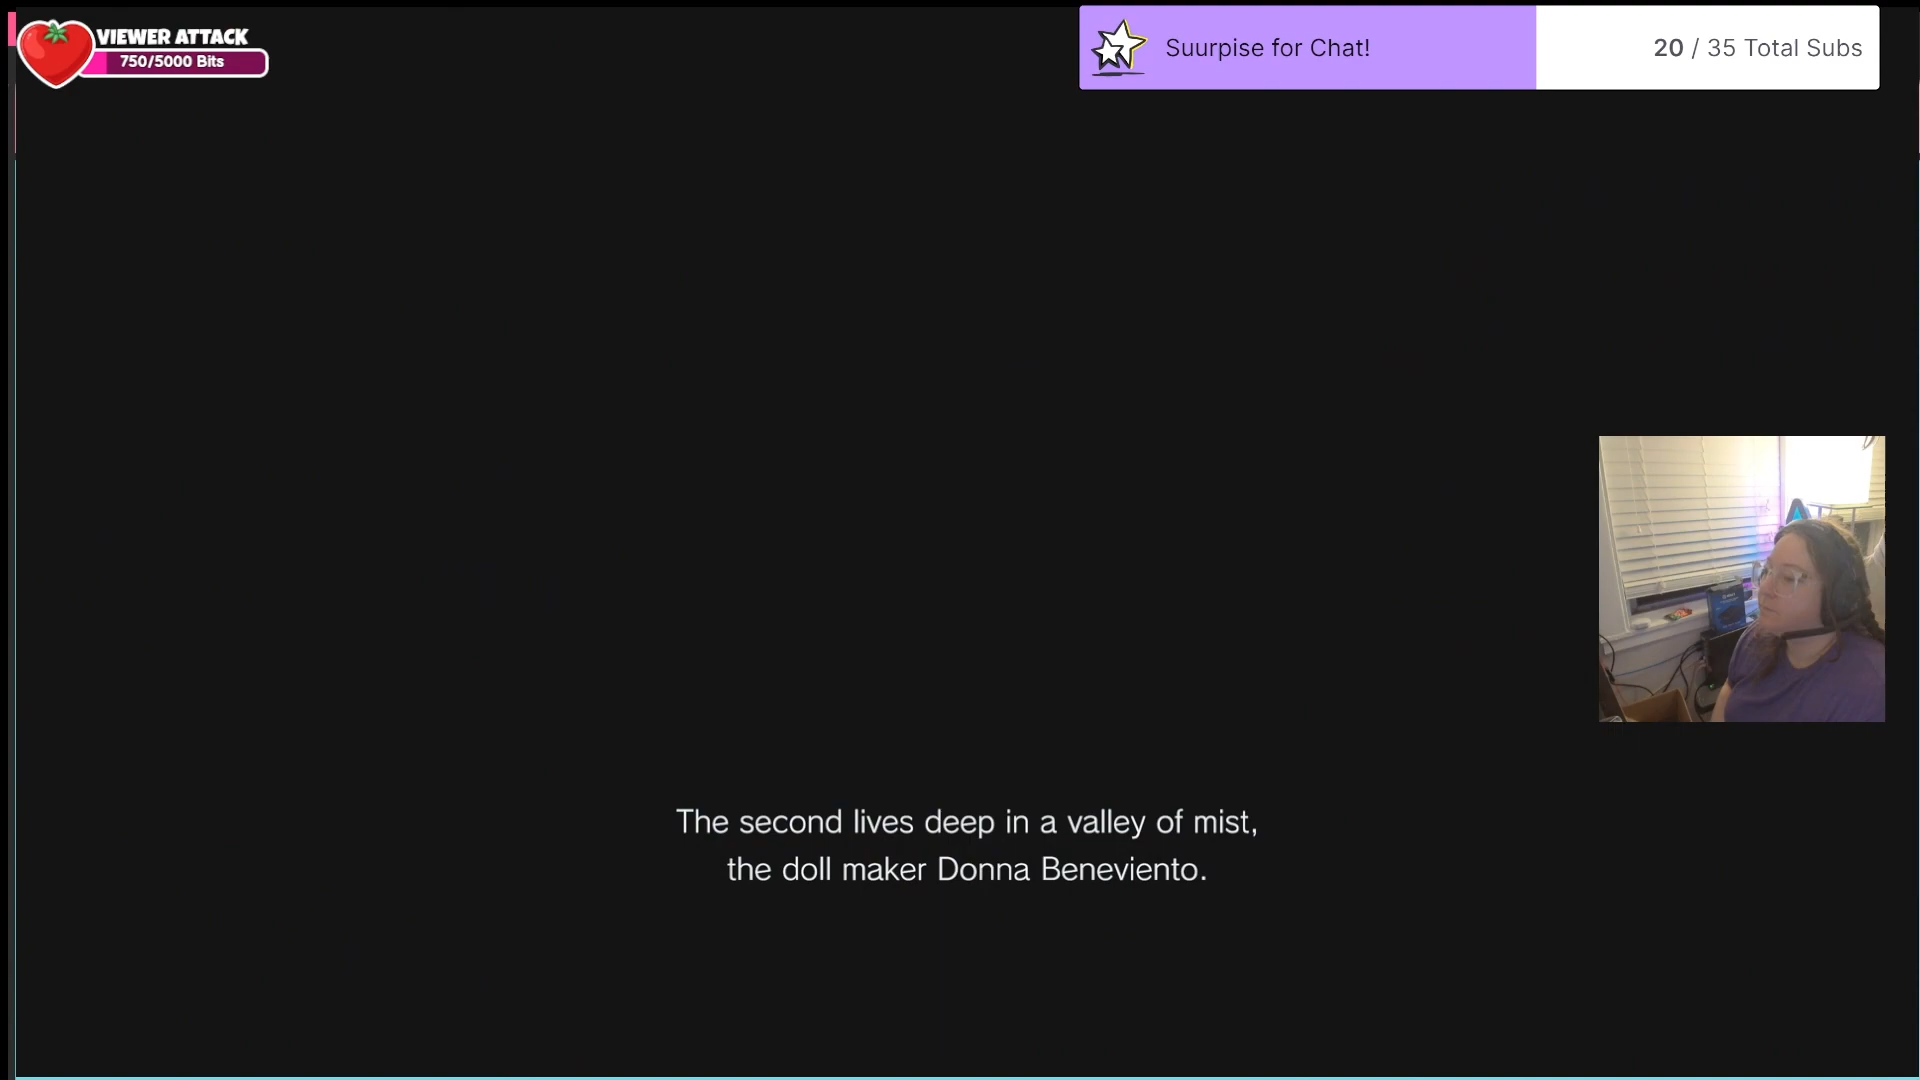 VIEWER ATTACK
750/5000 Bits
Suurpise for Chat!
20 / 35 Total Subs
The second lives deep in a valley of mist,
the doll maker Donna Beneviento.